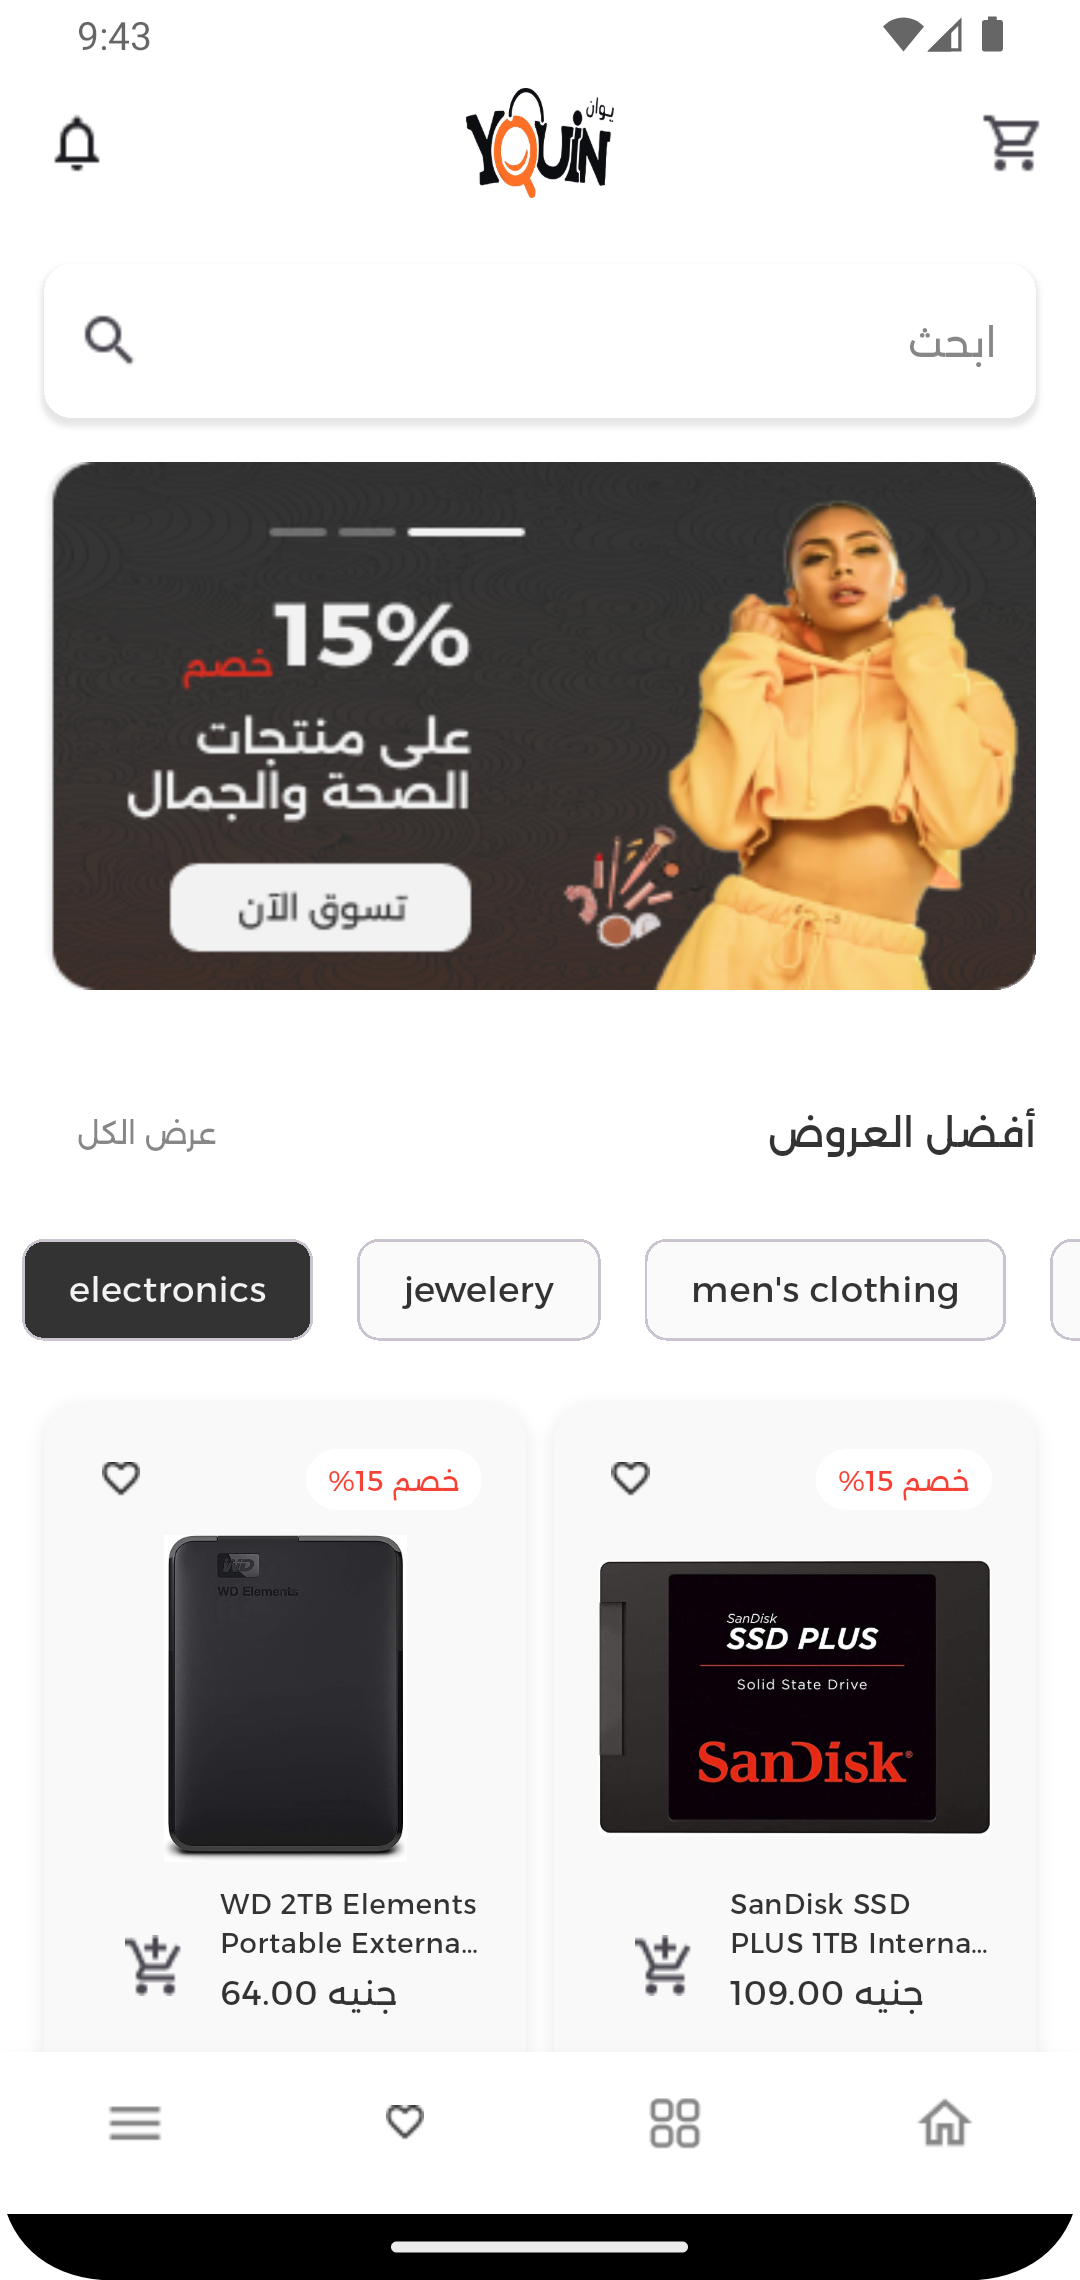 9:43
YOUiN يوان
ابحث
15% خصم
على منتجات
الصحة والجمال
تسوق الآن
أفضل العروض
عرض الكل
electronics
jewelery
men's clothing
خصم 15%
خصم 15%
WD
WD Elements
SanDisk
SSD PLUS
Solid State Drive
SanDisk
WD 2TB Elements
Portable Externa...
64.00 جنيه
SanDisk SSD
PLUS 1TB Interna...
109.00 جنيه